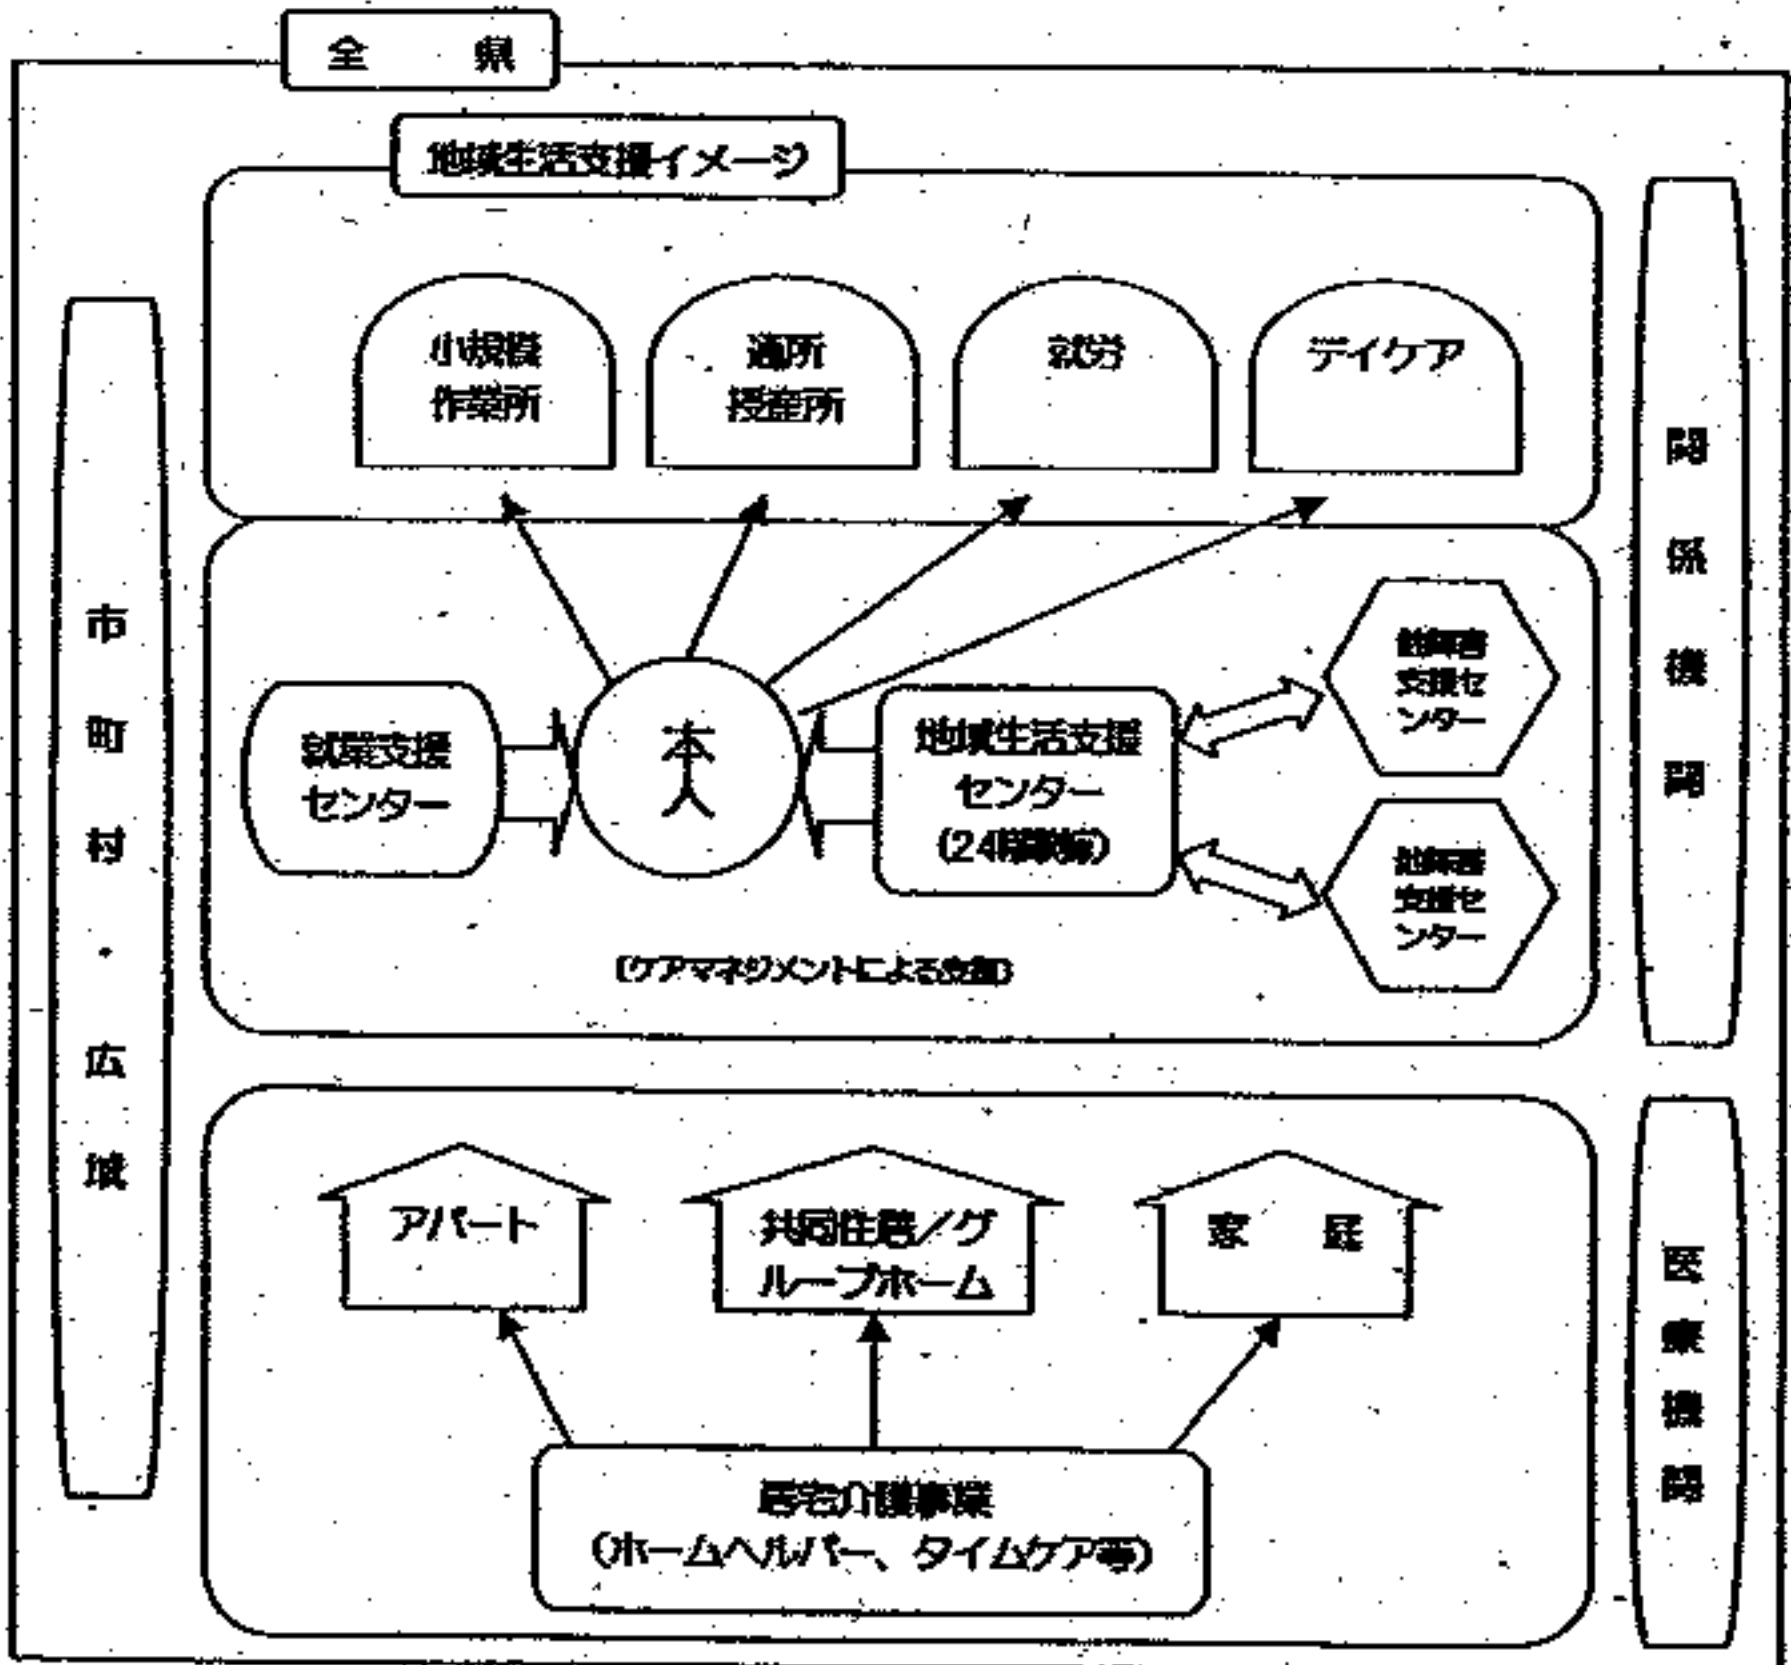 全　県
地域生活支援イメージ
小規模
作業所
通所
授産所
就労
デイケア
市町村・広域
関係機関
就業支援
センター
本人
地域生活支援
センター
(24時間
他障害
支援セ
ンター
他障害
支援セ
ンター
(ケアマネジメントによる支援)
アパート
共同住居／グ
ループホーム
家　庭
医療機関
居宅介護事業
(ホームヘルパー、タイムケア等)